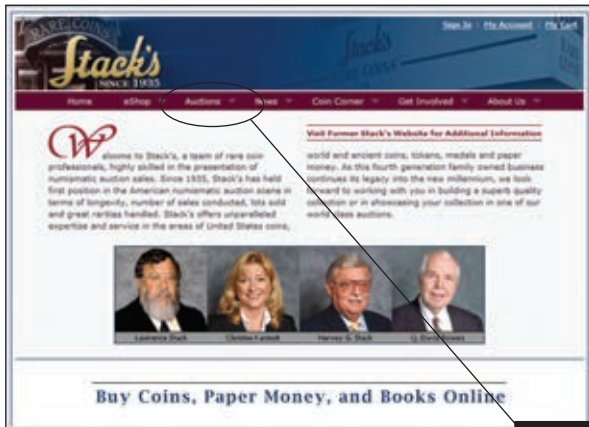 RARE COINS
Stack's
SINCE 1935
Sign In My Account My Cart
Home eShop Auctions News Coin Corner Get Involved About Us
Welcome to Stack's, a team of rare coin
professionals, highly skilled in the presentation of
numismatic auction sales. Since 1935, Stack's has held
first position in the American numismatic auction scene in
terms of longevity, number of sales conducted, lots sold
and great rarities handled. Stack's offers unparalleled
expertise and service in the areas of United States coins,
Visit Former Stack's Website for Additional Information
world and ancient coins, tokens, medals and paper
money. As this fourth generation family owned business
continues its legacy into the new millennium, we look
forward to working with you in building a superb quality
collection or in showcasing your collection in one of our
world class auctions.
Lawrence Stack Christine Karstedt Harvey G. Stack Q. David Bowers
Buy Coins, Paper Money, and Books Online